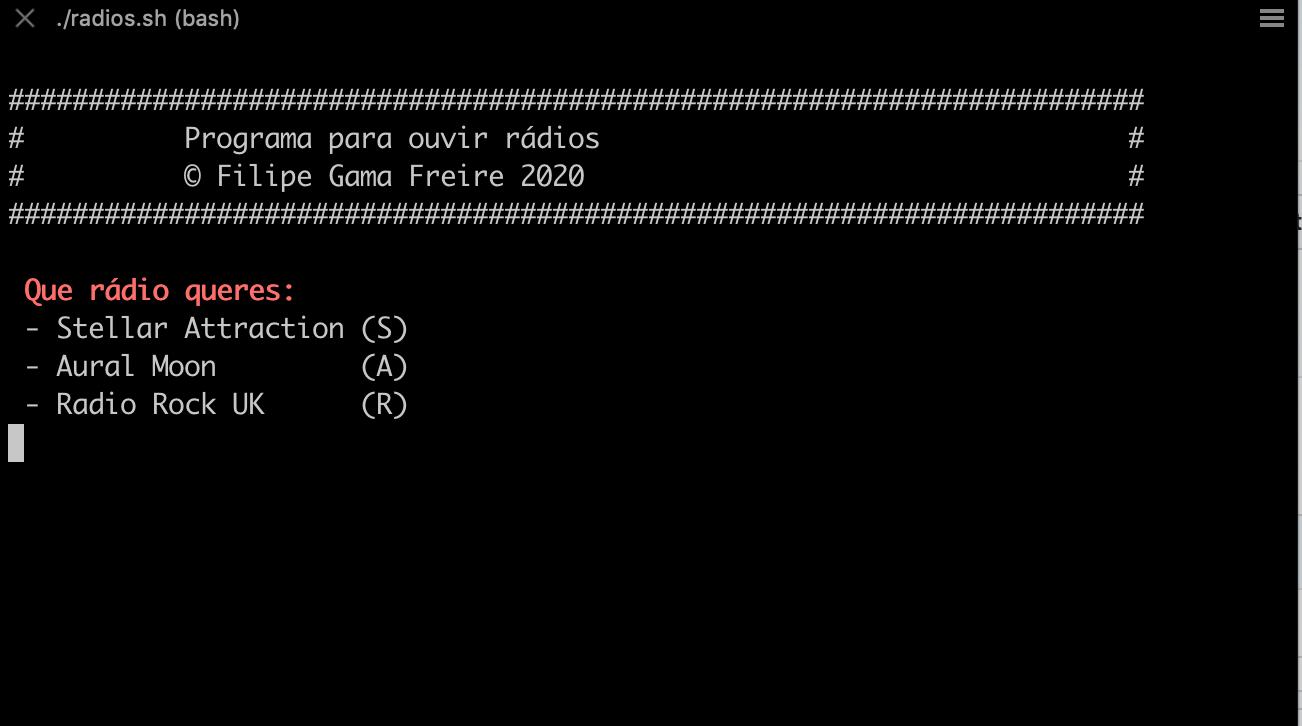 ./radios.sh (bash)
#######################################################################
#          Programa para ouvir rádios                                 #
#          © Filipe Gama Freire 2020                                  #
#######################################################################
Que rádio queres:
- Stellar Attraction (S)
- Aural Moon         (A)
- Radio Rock UK      (R)